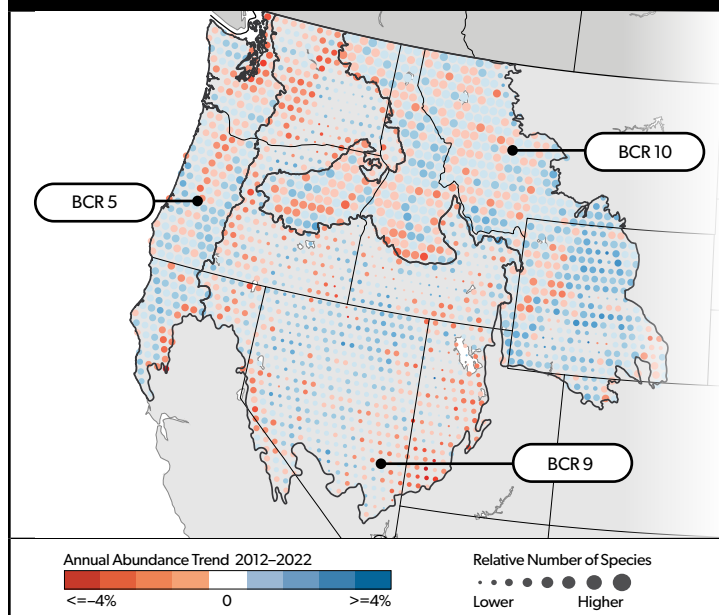 BCR 10
BCR 5
BCR 9
Annual Abundance Trend 2012–2022
<=–4%
0
>=4%
Relative Number of Species
Lower
Higher